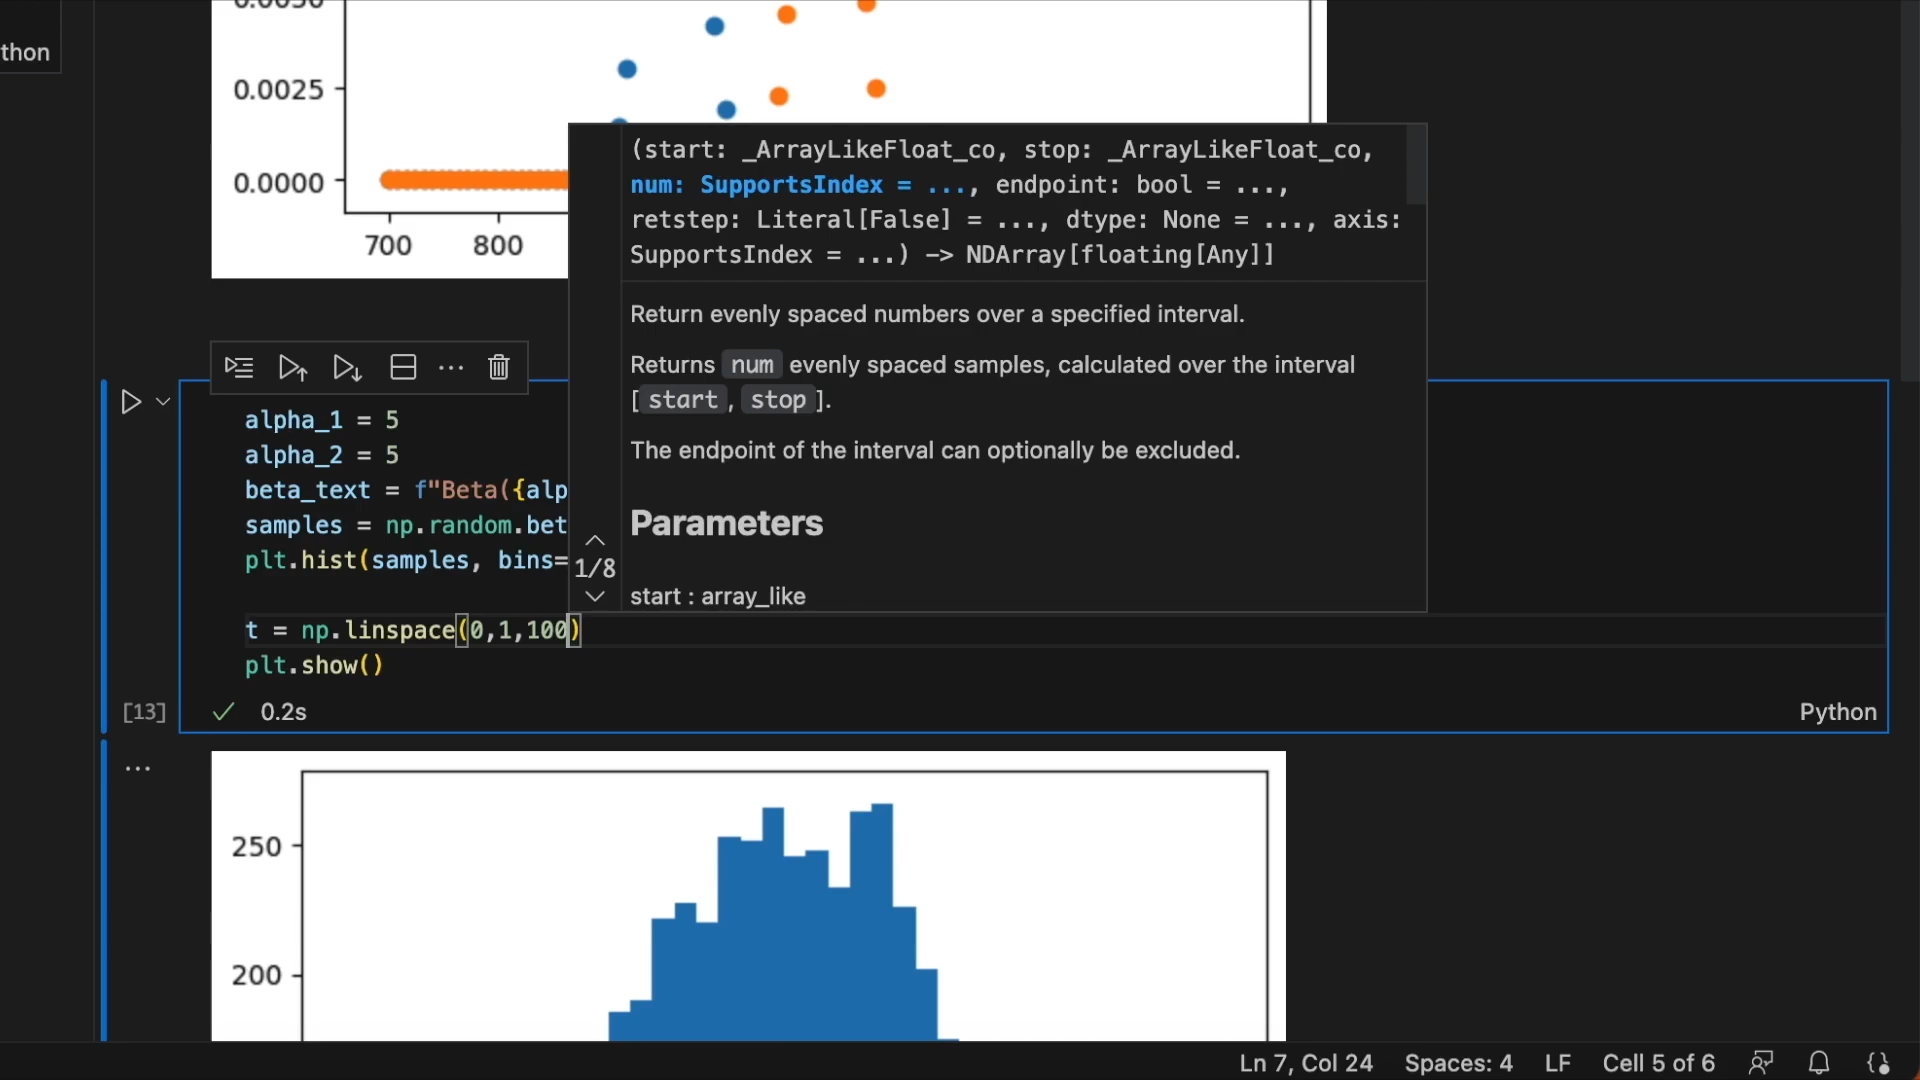 thon
0.0025
0.0000
700 800
(start: _ArrayLikeFloat_co, stop: _ArrayLikeFloat_co,
num: SupportsIndex = ..., endpoint: bool = ...,
retstep: Literal[False] = ..., dtype: None = ..., axis:
SupportsIndex = ...) -> NDArray[floating[Any]]
Return evenly spaced numbers over a specified interval.
Returns num evenly spaced samples, calculated over the interval
[start, stop].
The endpoint of the interval can optionally be excluded.
Parameters
1/8
start : array_like
alpha_1 = 5
alpha_2 = 5
beta_text = f"Beta({alp
samples = np.random.bet
plt.hist(samples, bins=
t = np.linspace(0,1,100)
plt.show()
[13] 0.2s Python
250
200
Ln 7, Col 24 Spaces: 4 LF Cell 5 of 6